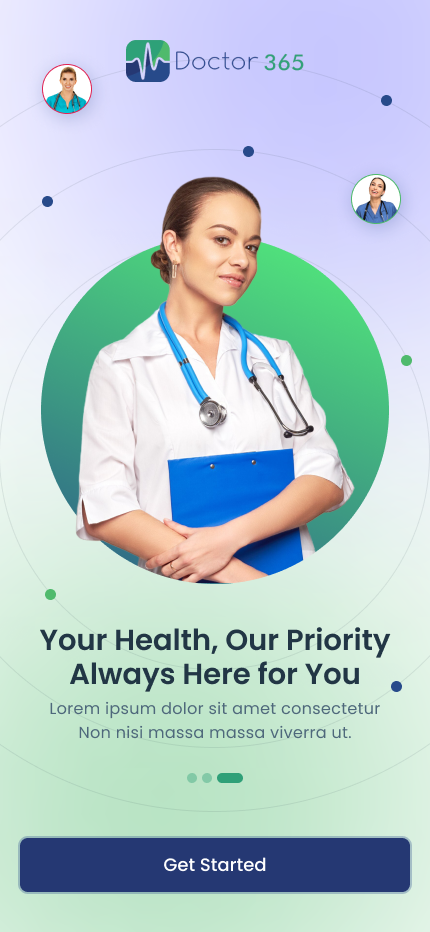 Doctor 365
Your Health, Our Priority
Always Here for You
Lorem ipsum dolor sit amet consectetur
Non nisi massa massa viverra ut.
Get Started